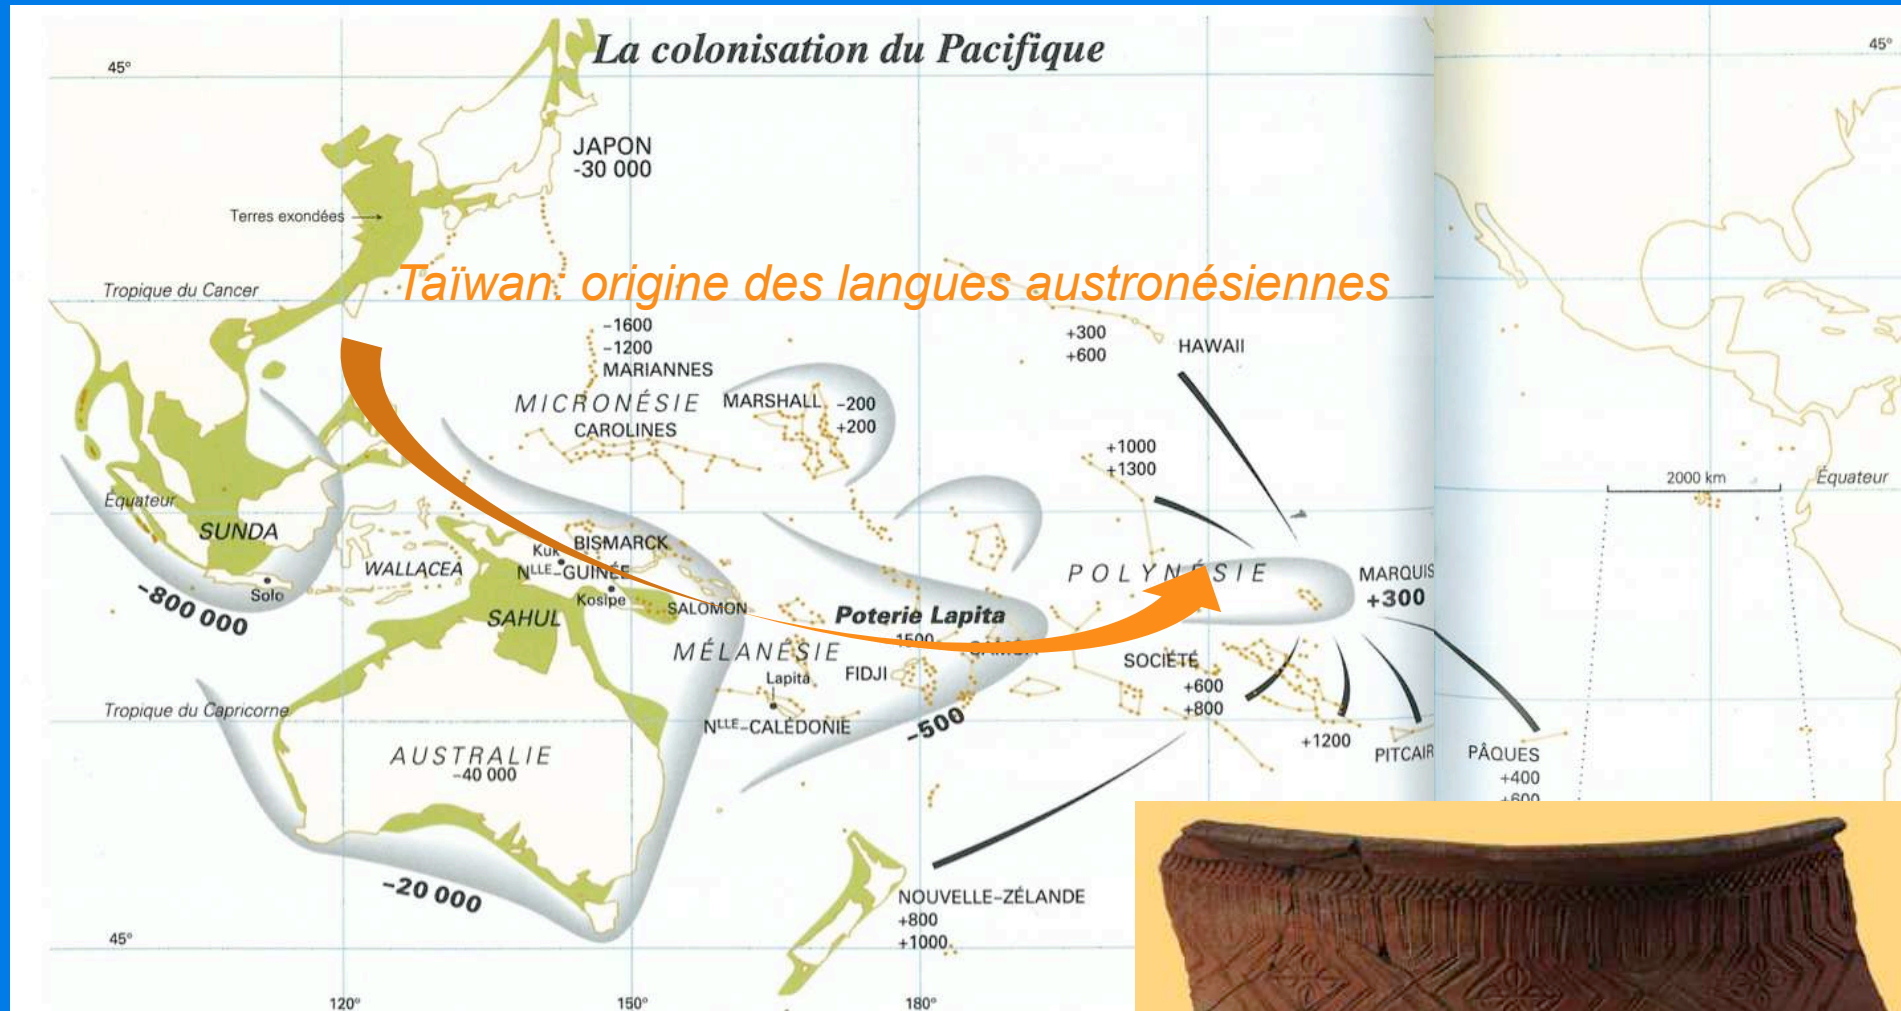 La colonisation du Pacifique
45°
45°
JAPON
-30 000
Terres exondées
Taïwan: origine des langues austronésiennes
Tropique du Cancer
-1600
-1200
MARIANNES
+300
+600
HAWAII
MICRONÉSIE
MARSHALL
-200
+200
CAROLINES
+1000
+1300
2000 km
Équateur
Équateur
SUNDA
BISMARCK
Kuk
WALLACEA
NLLE-GUINÉE
POLYNÉSIE
MARQUIS
+300
-800 000
Solo
Kosipe
SALOMON
SAHUL
Poterie Lapita
1500
SAMOA
MÉLANÉSIE
FIDJI
SOCIÉTÉ
Lapita
+600
+800
Tropique du Capricorne
NLLE-CALÉDONIE
-500
+1200
PITCAIR
PÂQUES
+400
+600
AUSTRALIE
-40 000
-20 000
NOUVELLE-ZÉLANDE
+800
+1000
45°
120°
150°
180°